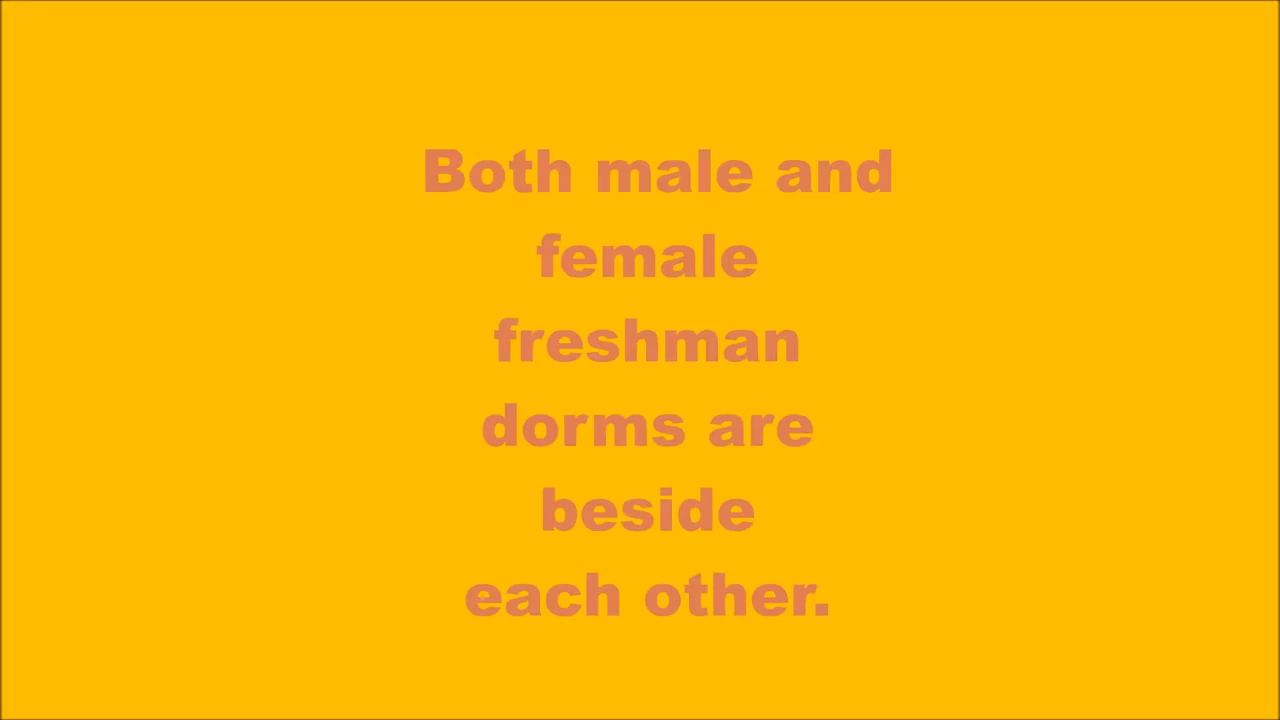 Both male and
female
freshman
dorms are
beside
each other.